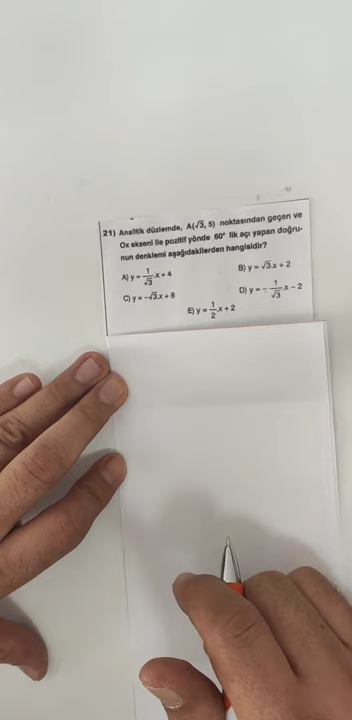 21) Analitik düzlemde, A(√3, 5) noktasından geçen ve
Ox ekseni ile pozitif yönde 60° lik açı yapan doğru-
nun denklemi aşağıdakilerden hangisidir?
A) y = 1/√3 .x + 4
B) y = √3.x + 2
C) y = -√3.x + 8
D) y = - 1/√3 .x - 2
E) y = 1/2 .x + 2